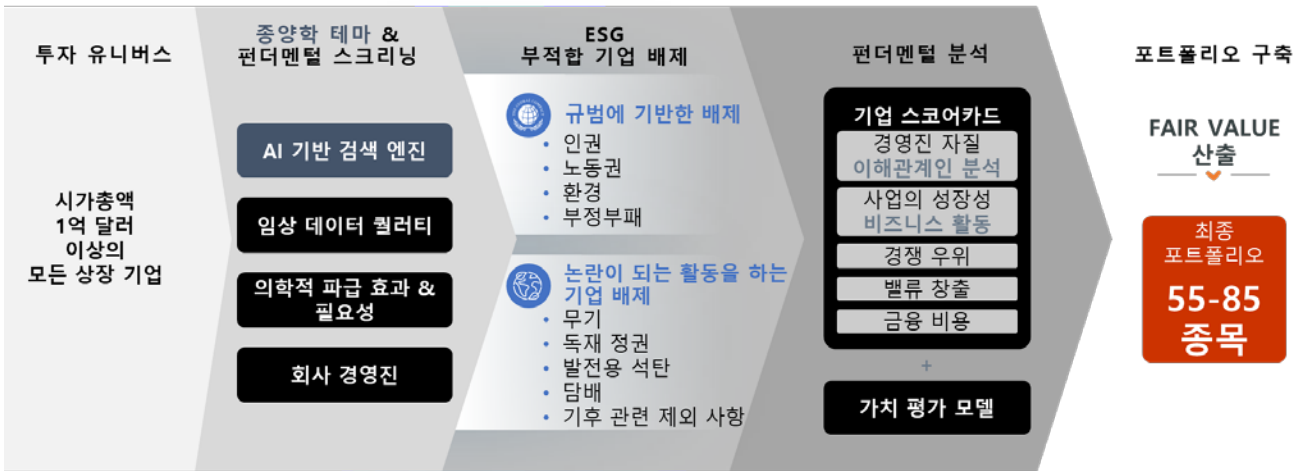 투자 유니버스
시가총액
1억 달러
이상의
모든 상장 기업
종양학 테마 &
펀더멘털 스크리닝
AI 기반 검색 엔진
임상 데이터 퀄러티
의학적 파급 효과 &
필요성
회사 경영진
ESG
부적합 기업 배제
규범에 기반한 배제
• 인권
• 노동권
• 환경
• 부정부패
논란이 되는 활동을 하는
기업 배제
• 무기
• 독재 정권
• 발전용 석탄
• 담배
• 기후 관련 제외 사항
펀더멘털 분석
기업 스코어카드
경영진 자질
이해관계인 분석
사업의 성장성
비즈니스 활동
경쟁 우위
밸류 창출
금융 비용
+
가치 평가 모델
포트폴리오 구축
FAIR VALUE
산출
최종
포트폴리오
55-85
종목